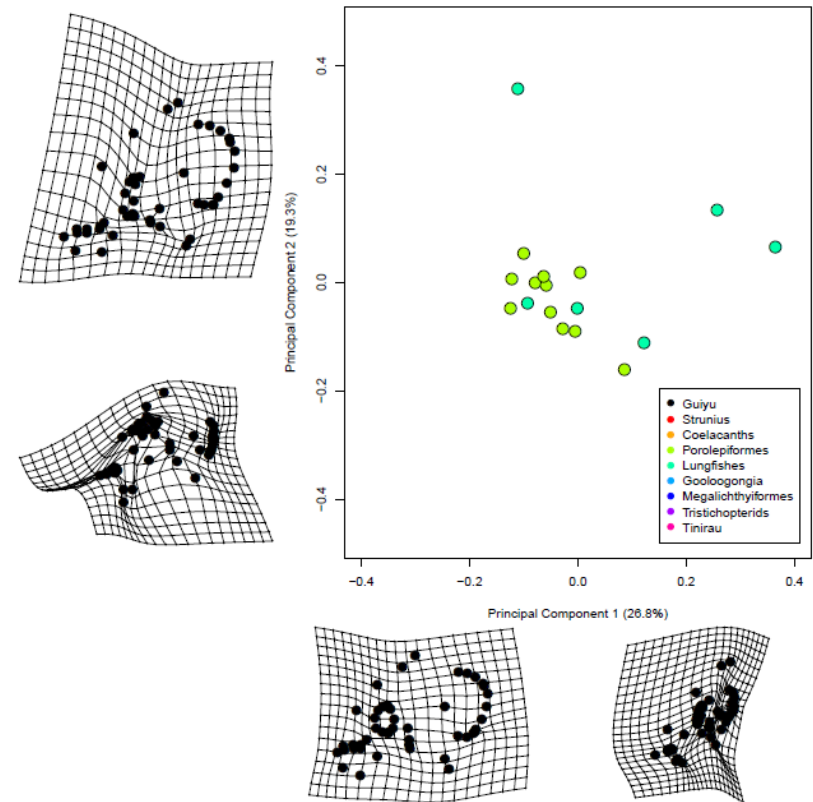 0.4
0.2
0.0
−0.2
−0.4
Principal Component 2 (19.3%)
Guiyu
Strunius
Coelacanths
Porolepiformes
Lungfishes
Gooloogongia
Megalichthyiformes
Tristichopterids
Tinirau
−0.4
−0.2
0.0
0.2
0.4
Principal Component 1 (26.8%)